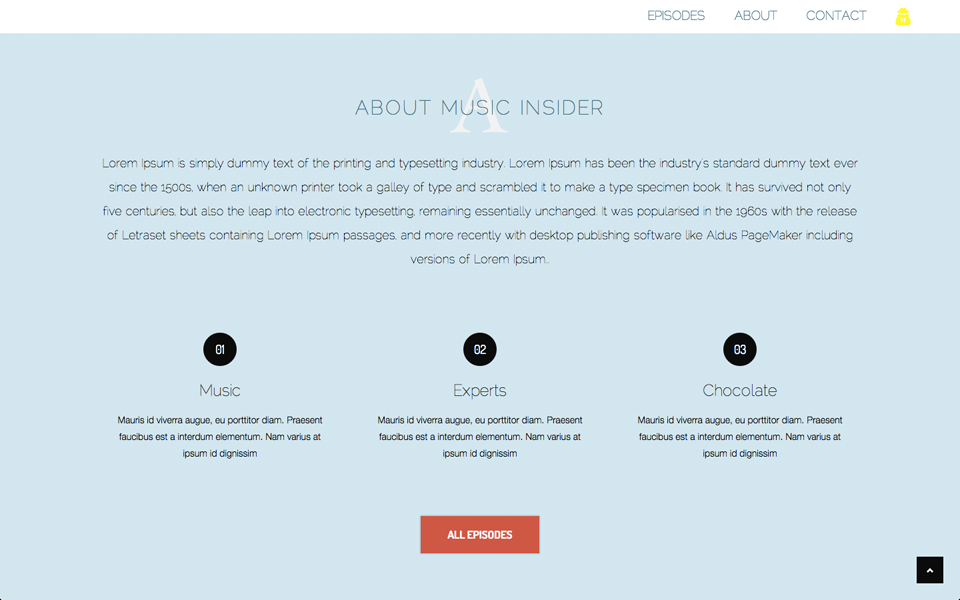 EPISODES ABOUT CONTACT
A
ABOUT MUSIC INSIDER
Lorem Ipsum is simply dummy text of the printing and typesetting industry. Lorem Ipsum has been the industry's standard dummy text ever
since the 1500s, when an unknown printer took a galley of type and scrambled it to make a type specimen book. It has survived not only
five centuries, but also the leap into electronic typesetting, remaining essentially unchanged. It was popularised in the 1960s with the release
of Letraset sheets containing Lorem Ipsum passages, and more recently with desktop publishing software like Aldus PageMaker including
versions of Lorem Ipsum..
01
Music
Mauris id viverra augue, eu porttitor diam. Praesent
faucibus est a interdum elementum. Nam varius at
ipsum id dignissim
02
Experts
Mauris id viverra augue, eu porttitor diam. Praesent
faucibus est a interdum elementum. Nam varius at
ipsum id dignissim
03
Chocolate
Mauris id viverra augue, eu porttitor diam. Praesent
faucibus est a interdum elementum. Nam varius at
ipsum id dignissim
ALL EPISODES